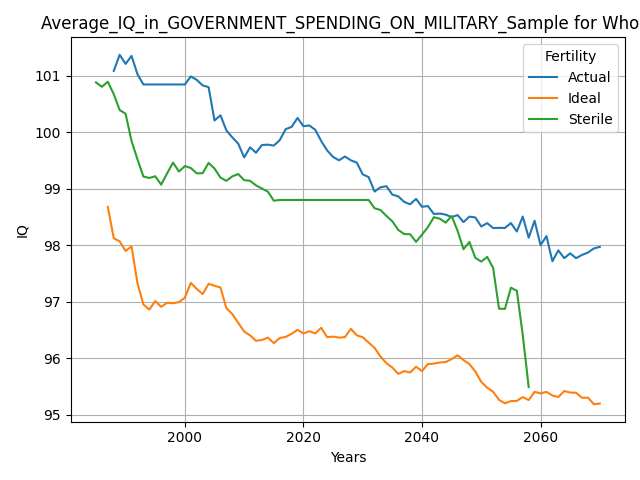 Average_IQ_in_GOVERNMENT_SPENDING_ON_MILITARY_Sample for Who
Fertility
Actual
Ideal
Sterile
IQ
101
100
99
98
97
96
95
2000 2020 2040 2060
Years